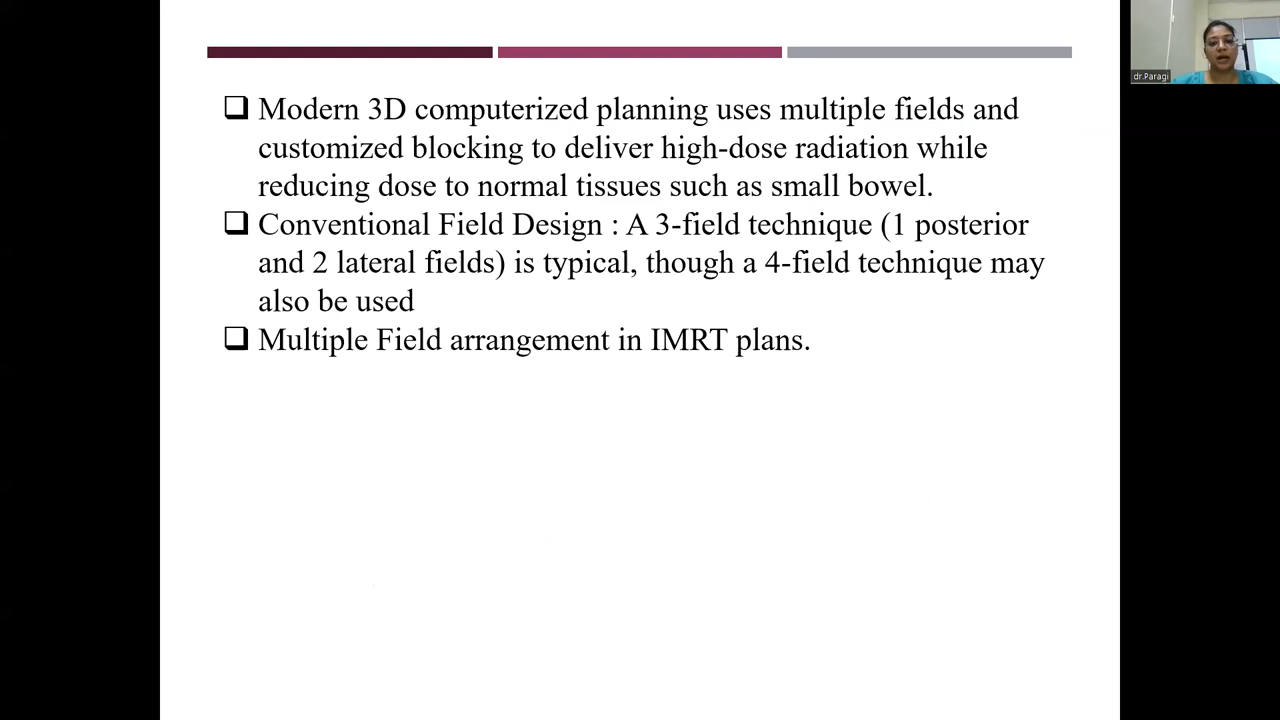 Modern 3D computerized planning uses multiple fields and
customized blocking to deliver high-dose radiation while
reducing dose to normal tissues such as small bowel.
Conventional Field Design : A 3-field technique (1 posterior
and 2 lateral fields) is typical, though a 4-field technique may
also be used
Multiple Field arrangement in IMRT plans.
dr.Paragi